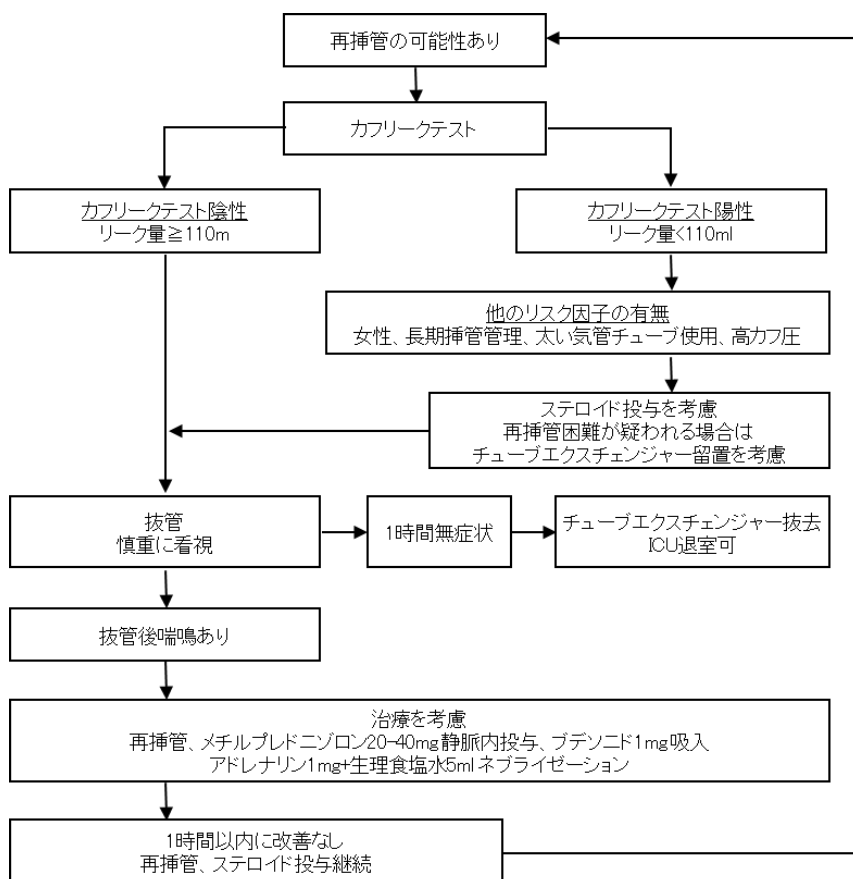 再挿管の可能性あり
カフリークテスト
カフリークテスト陰性
リーク量≧110m
カフリークテスト陽性
リーク量<110ml
他のリスク因子の有無
女性、長期挿管管理、太い気管チューブ使用、高カフ圧
ステロイド投与を考慮
再挿管困難が疑われる場合は
チューブエクスチェンジャー留置を考慮
抜管
慎重に看視
1時間無症状
チューブエクスチェンジャー抜去
ICU退室可
抜管後喘鳴あり
治療を考慮
再挿管、メチルプレドニゾロン20-40mg静脈内投与、ブデソニド1mg吸入
アドレナリン1mg+生理食塩水5mlネブライゼーション
1時間以内に改善なし
再挿管、ステロイド投与継続